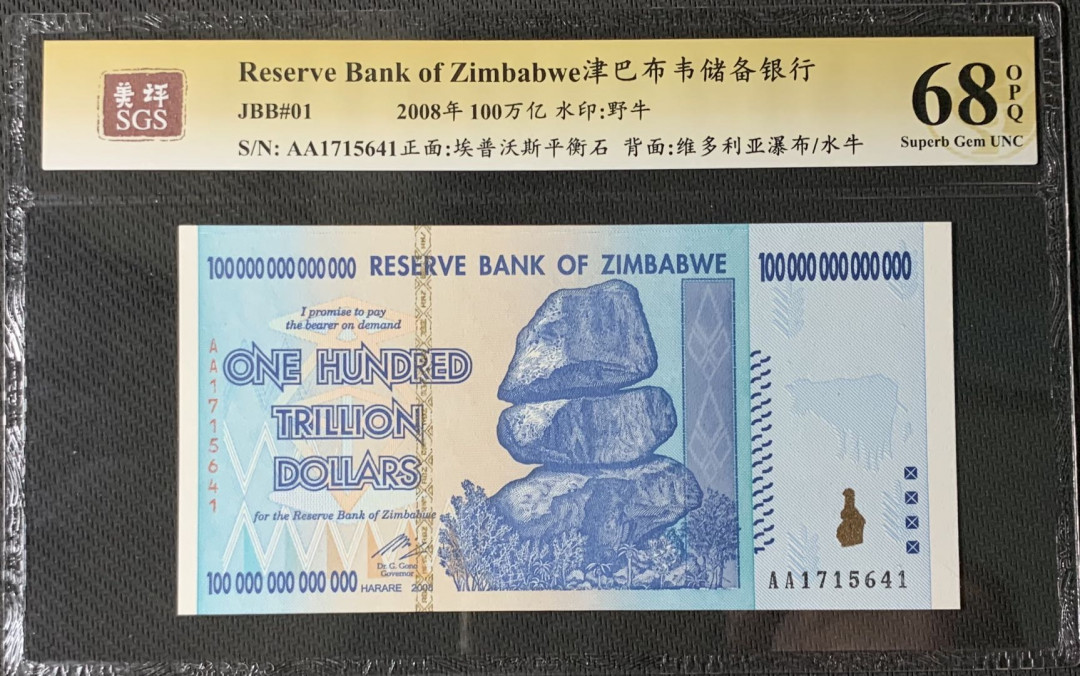 美评
SGS
Reserve Bank of Zimbabwe津巴布韦储备银行
JBB#01 2008年 100万亿 水印:野牛
S/N: AA1715641正面:埃普沃斯平衡石 背面:维多利亚瀑布/水牛
68 OPQ
Superb Gem UNC
100 000 000 000 000 RESERVE BANK OF ZIMBABWE 100 000 000 000 000
I promise to pay
the bearer on demand
ONE HUNDRED
TRILLION
DOLLARS
AA1715641
for the Reserve Bank of Zimbabwe
Dr. G. Gono
Governor
100 000 000 000 000 HARARE 2008
AA1715641